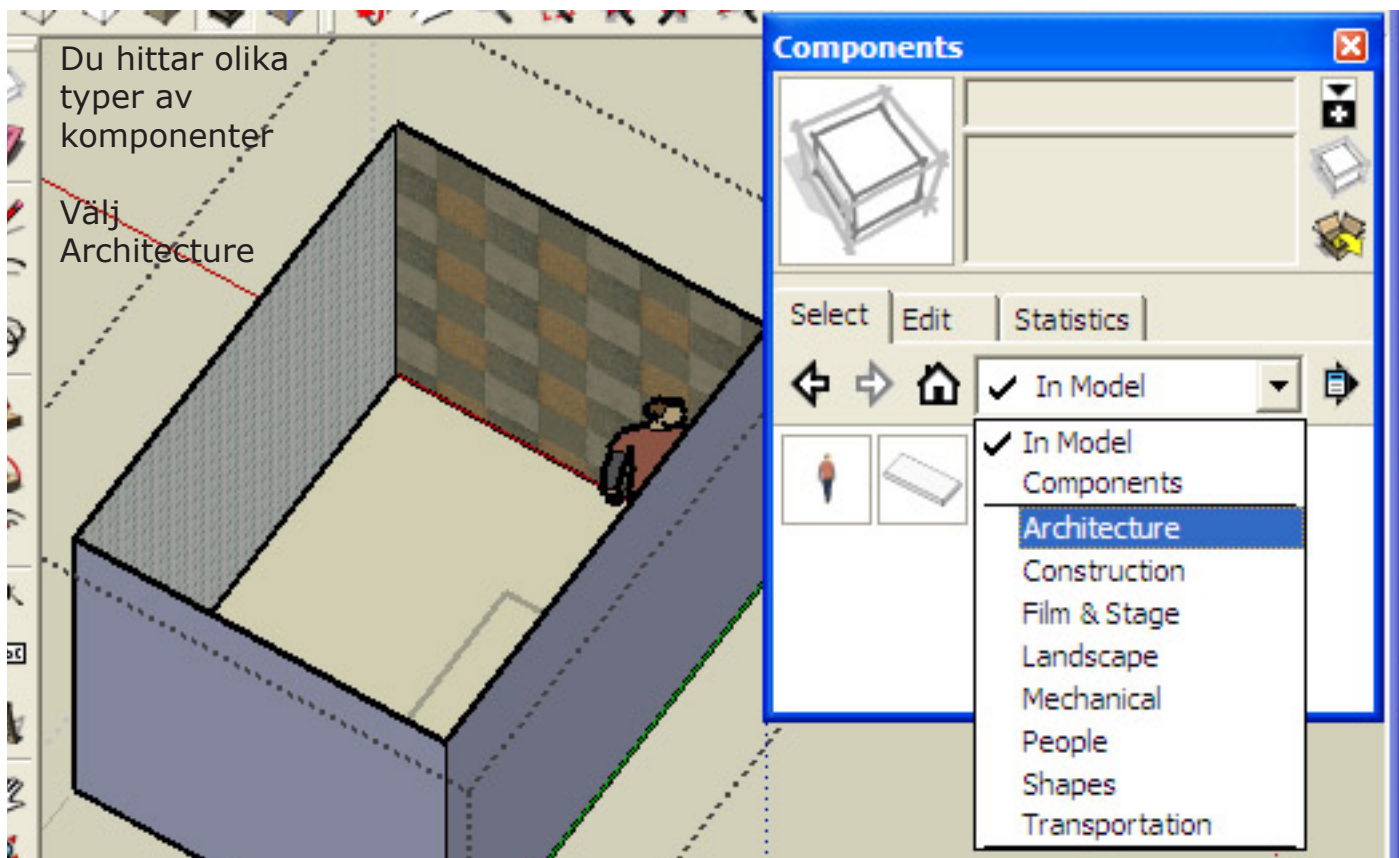 Du hittar olika
typer av
komponenter
Välj
Architecture
Components
Select Edit Statistics
In Model
In Model
Components
Architecture
Construction
Film & Stage
Landscape
Mechanical
People
Shapes
Transportation